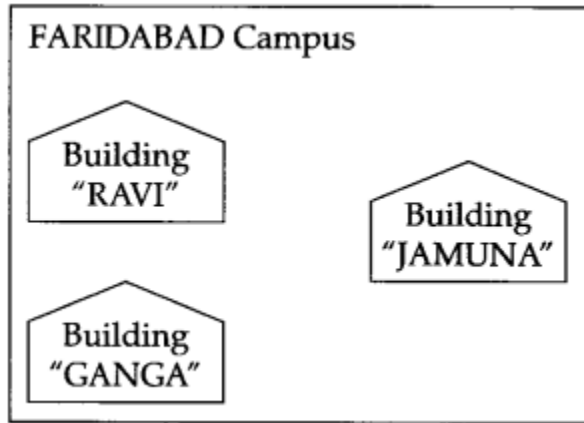 FARIDABAD Campus
Building
“RAVI”
Building
“JAMUNA”
Building
“GANGA”